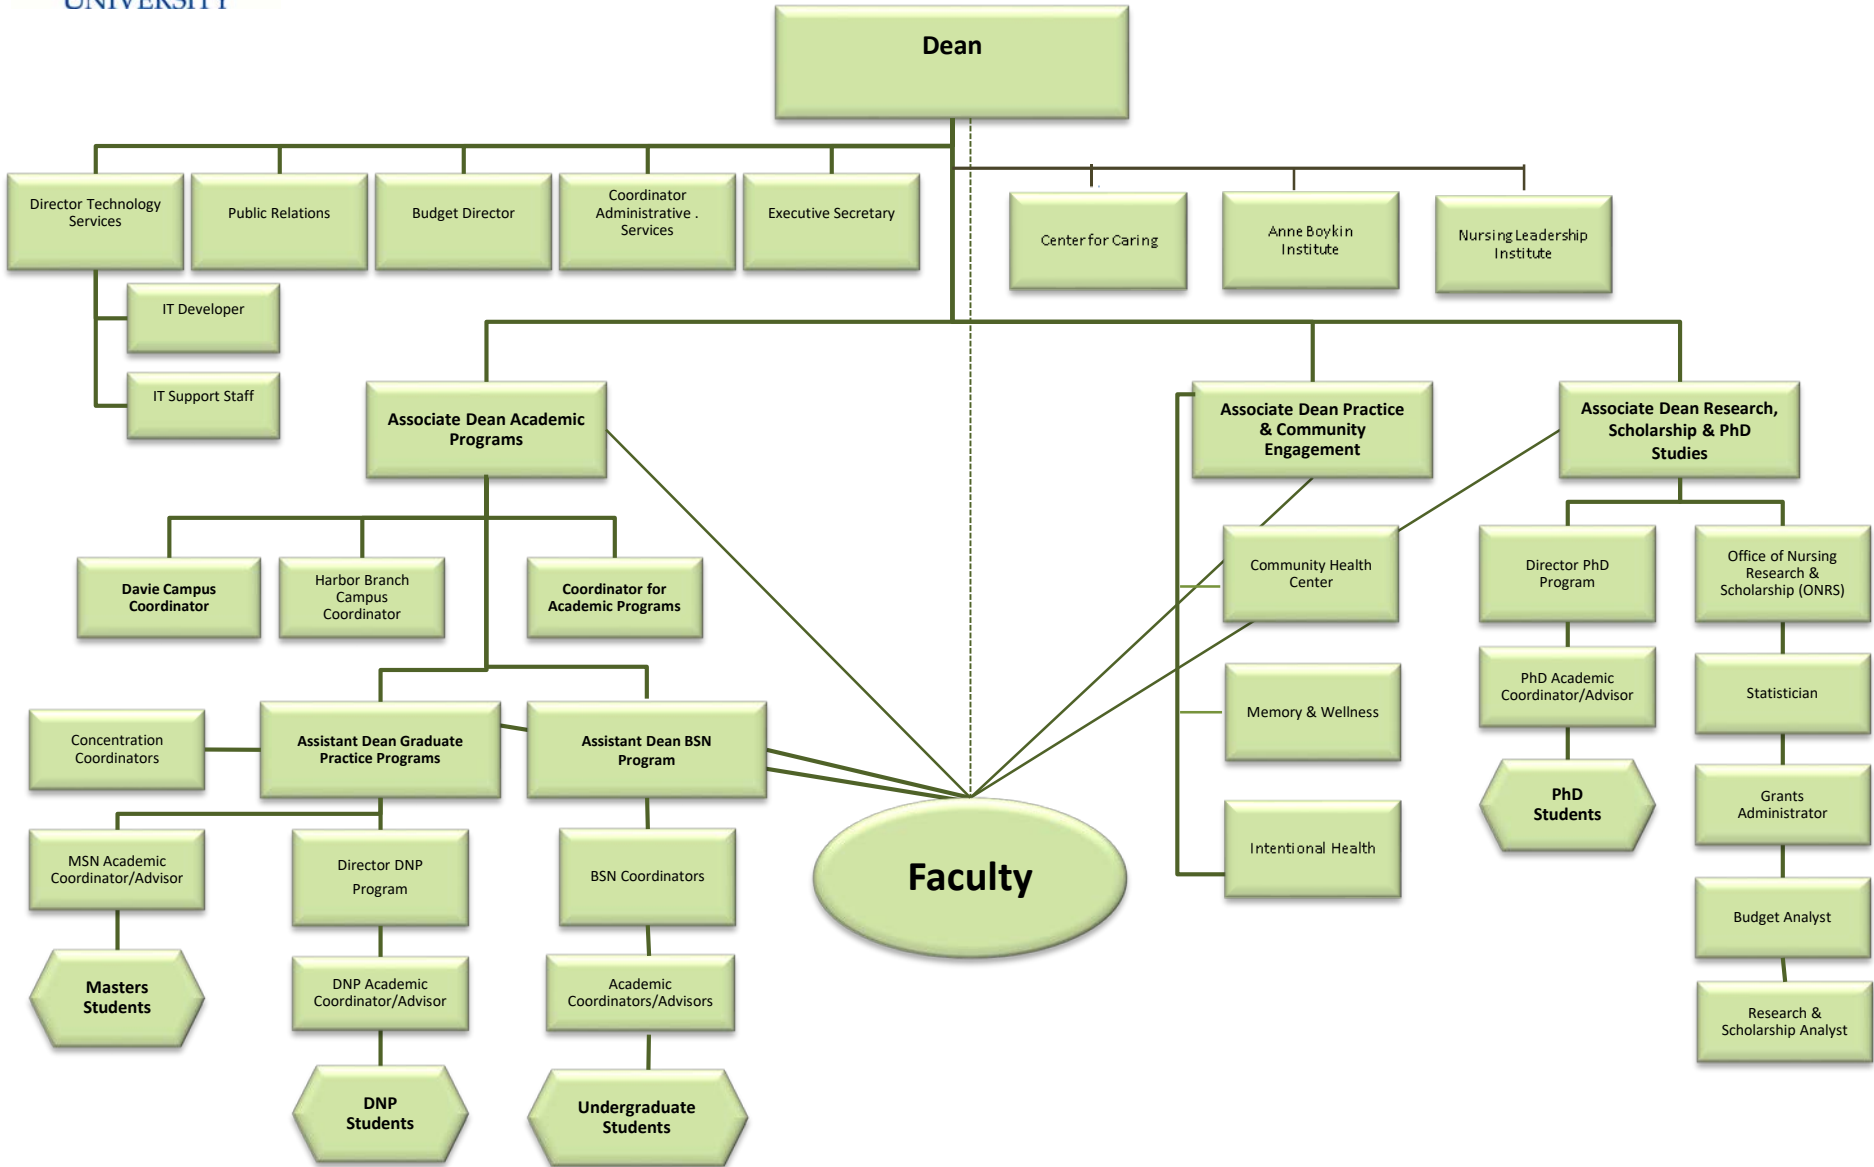 UNIVERSITY
Dean
Director Technology
Services
Public Relations
Budget Director
Coordinator
Administrative .
Services
Executive Secretary
Center for Caring
Anne Boykin
Institute
Nursing Leadership
Institute
IT Developer
IT Support Staff
Associate Dean Academic
Programs
Associate Dean Practice
& Community
Engagement
Associate Dean Research,
Scholarship & PhD
Studies
Davie Campus
Coordinator
Harbor Branch
Campus
Coordinator
Coordinator for
Academic Programs
Community Health
Center
Director PhD
Program
Office of Nursing
Research &
Scholarship (ONRS)
Memory & Wellness
PhD Academic
Coordinator/Advisor
Statistician
Concentration
Coordinators
Assistant Dean Graduate
Practice Programs
Assistant Dean BSN
Program
Intentional Health
PhD
Students
Grants
Administrator
MSN Academic
Coordinator/Advisor
Director DNP
Program
BSN Coordinators
Faculty
Budget Analyst
Masters
Students
DNP Academic
Coordinator/Advisor
Academic
Coordinators/Advisors
Research &
Scholarship Analyst
DNP
Students
Undergraduate
Students